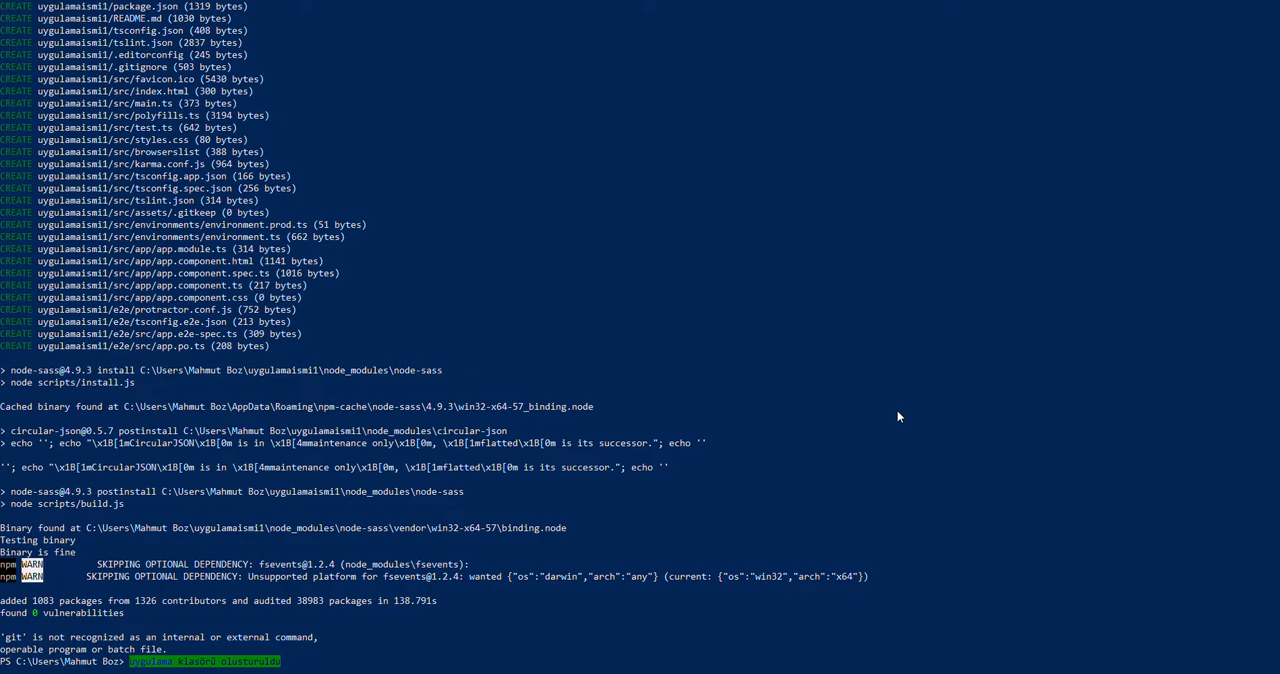 CREATE uygulamaismi1/package.json (1319 bytes)
CREATE uygulamaismi1/README.md (1030 bytes)
CREATE uygulamaismi1/tsconfig.json (408 bytes)
CREATE uygulamaismi1/tslint.json (2837 bytes)
CREATE uygulamaismi1/.editorconfig (245 bytes)
CREATE uygulamaismi1/.gitignore (503 bytes)
CREATE uygulamaismi1/src/favicon.ico (5430 bytes)
CREATE uygulamaismi1/src/index.html (300 bytes)
CREATE uygulamaismi1/src/main.ts (373 bytes)
CREATE uygulamaismi1/src/polyfills.ts (3194 bytes)
CREATE uygulamaismi1/src/test.ts (642 bytes)
CREATE uygulamaismi1/src/styles.css (80 bytes)
CREATE uygulamaismi1/src/browserslist (388 bytes)
CREATE uygulamaismi1/src/karma.conf.js (964 bytes)
CREATE uygulamaismi1/src/tsconfig.app.json (166 bytes)
CREATE uygulamaismi1/src/tsconfig.spec.json (256 bytes)
CREATE uygulamaismi1/src/tslint.json (314 bytes)
CREATE uygulamaismi1/src/assets/.gitkeep (0 bytes)
CREATE uygulamaismi1/src/environments/environment.prod.ts (51 bytes)
CREATE uygulamaismi1/src/environments/environment.ts (662 bytes)
CREATE uygulamaismi1/src/app/app.module.ts (314 bytes)
CREATE uygulamaismi1/src/app/app.component.html (1141 bytes)
CREATE uygulamaismi1/src/app/app.component.spec.ts (1016 bytes)
CREATE uygulamaismi1/src/app/app.component.ts (217 bytes)
CREATE uygulamaismi1/src/app/app.component.css (0 bytes)
CREATE uygulamaismi1/e2e/protractor.conf.js (752 bytes)
CREATE uygulamaismi1/e2e/tsconfig.e2e.json (213 bytes)
CREATE uygulamaismi1/e2e/src/app.e2e-spec.ts (309 bytes)
CREATE uygulamaismi1/e2e/src/app.po.ts (208 bytes)
> node-sass@4.9.3 install C:\Users\Mahmut Boz\uygulamaismi1\node_modules\node-sass
> node scripts/install.js
Cached binary found at C:\Users\Mahmut Boz\AppData\Roaming\npm-cache\node-sass\4.9.3\win32-x64-57_binding.node
> circular-json@0.5.7 postinstall C:\Users\Mahmut Boz\uygulamaismi1\node_modules\circular-json
> echo ''; echo "\x1B[1mCircularJSON\x1B[0m is in \x1B[4mmaintenance only\x1B[0m, \x1B[1mflatted\x1B[0m is its successor."; echo ''
''; echo "\x1B[1mCircularJSON\x1B[0m is in \x1B[4mmaintenance only\x1B[0m, \x1B[1mflatted\x1B[0m is its successor."; echo ''
> node-sass@4.9.3 postinstall C:\Users\Mahmut Boz\uygulamaismi1\node_modules\node-sass
> node scripts/build.js
Binary found at C:\Users\Mahmut Boz\uygulamaismi1\node_modules\node-sass\vendor\win32-x64-57\binding.node
Testing binary
Binary is fine
npm WARN SKIPPING OPTIONAL DEPENDENCY: fsevents@1.2.4 (node_modules\fsevents):
npm WARN SKIPPING OPTIONAL DEPENDENCY: Unsupported platform for fsevents@1.2.4: wanted {"os":"darwin","arch":"any"} (current: {"os":"win32","arch":"x64"})
added 1083 packages from 1326 contributors and audited 38983 packages in 138.791s
found 0 vulnerabilities
'git' is not recognized as an internal or external command,
operable program or batch file.
PS C:\Users\Mahmut Boz> uygulama klasörü olusturuldu